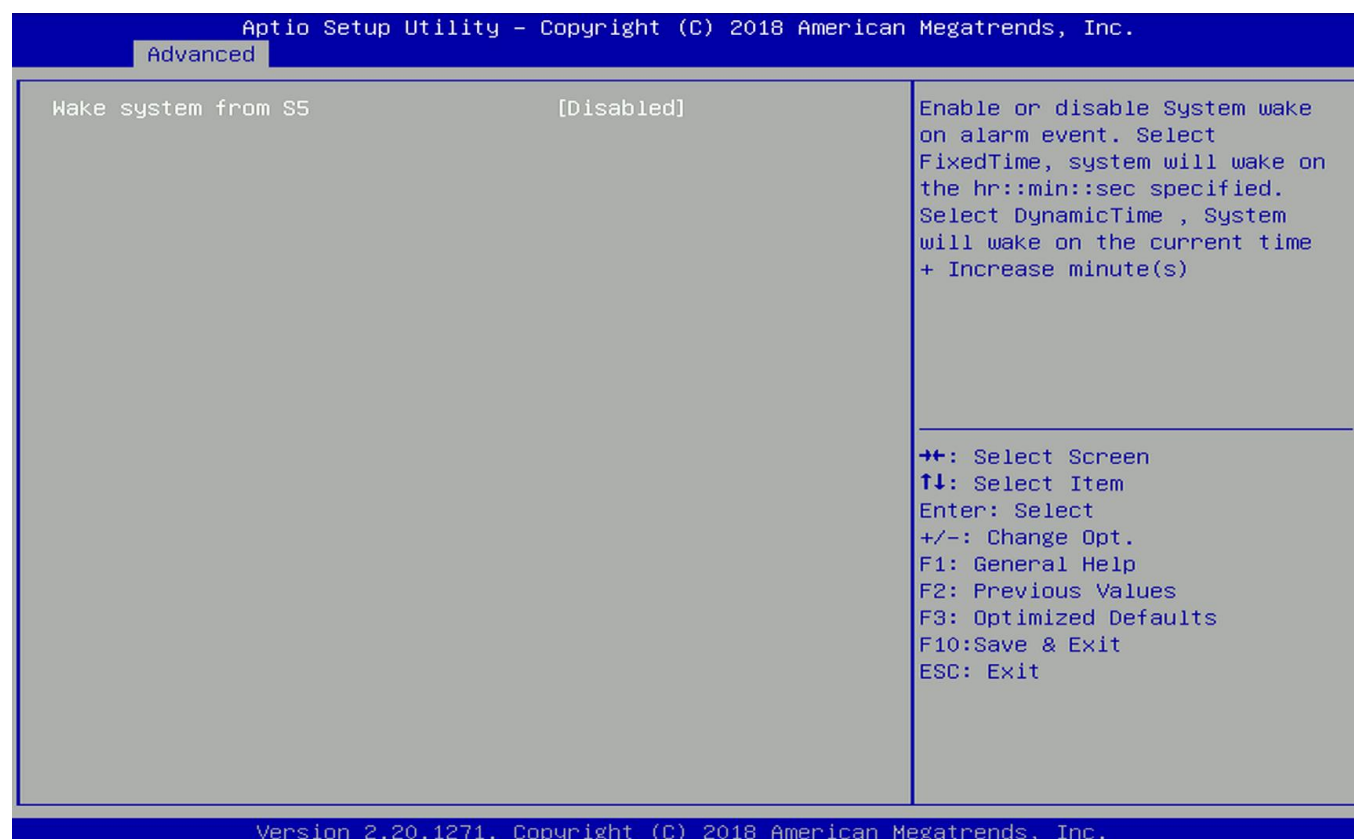 Aptio Setup Utility – Copyright (C) 2018 American Megatrends, Inc.
Advanced
Wake system from S5 [Disabled]
Enable or disable System wake
on alarm event. Select
FixedTime, system will wake on
the hr::min::sec specified.
Select DynamicTime , System
will wake on the current time
+ Increase minute(s)
→←: Select Screen
↑↓: Select Item
Enter: Select
+/-: Change Opt.
F1: General Help
F2: Previous Values
F3: Optimized Defaults
F10:Save & Exit
ESC: Exit
Version 2.20.1271. Copyright (C) 2018 American Megatrends, Inc.